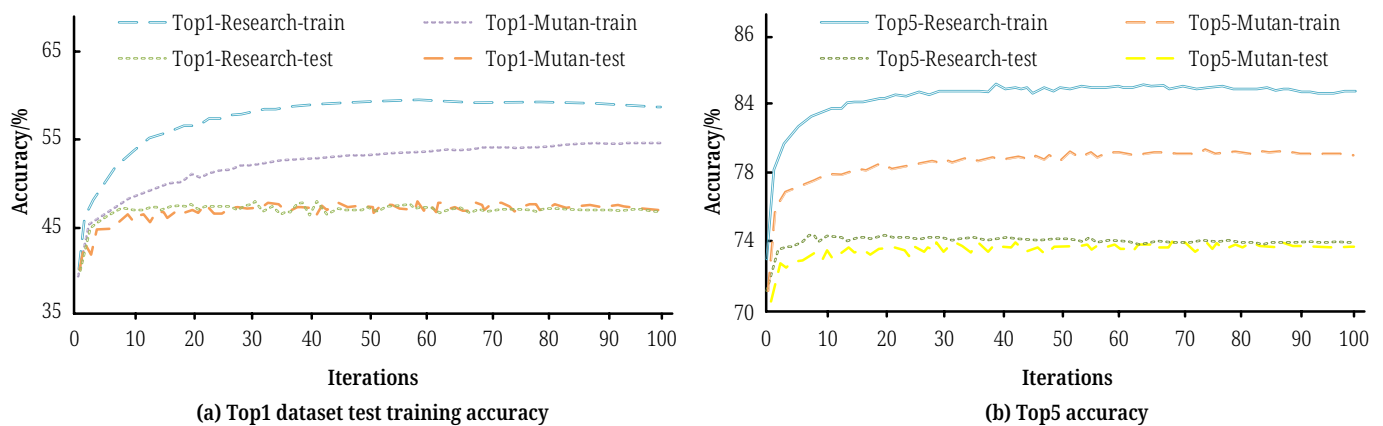 Top1-Research-train
Top1-Mutan-train
Top1-Research-test
Top1-Mutan-test
Accuracy/%
65
55
45
35
0 10 20 30 40 50 60 70 80 90 100
Iterations
(a) Top1 dataset test training accuracy
Top5-Research-train
Top5-Mutan-train
Top5-Research-test
Top5-Mutan-test
Accuracy/%
86
84
78
74
70
0 10 20 30 40 50 60 70 80 90 100
Iterations
(b) Top5 accuracy